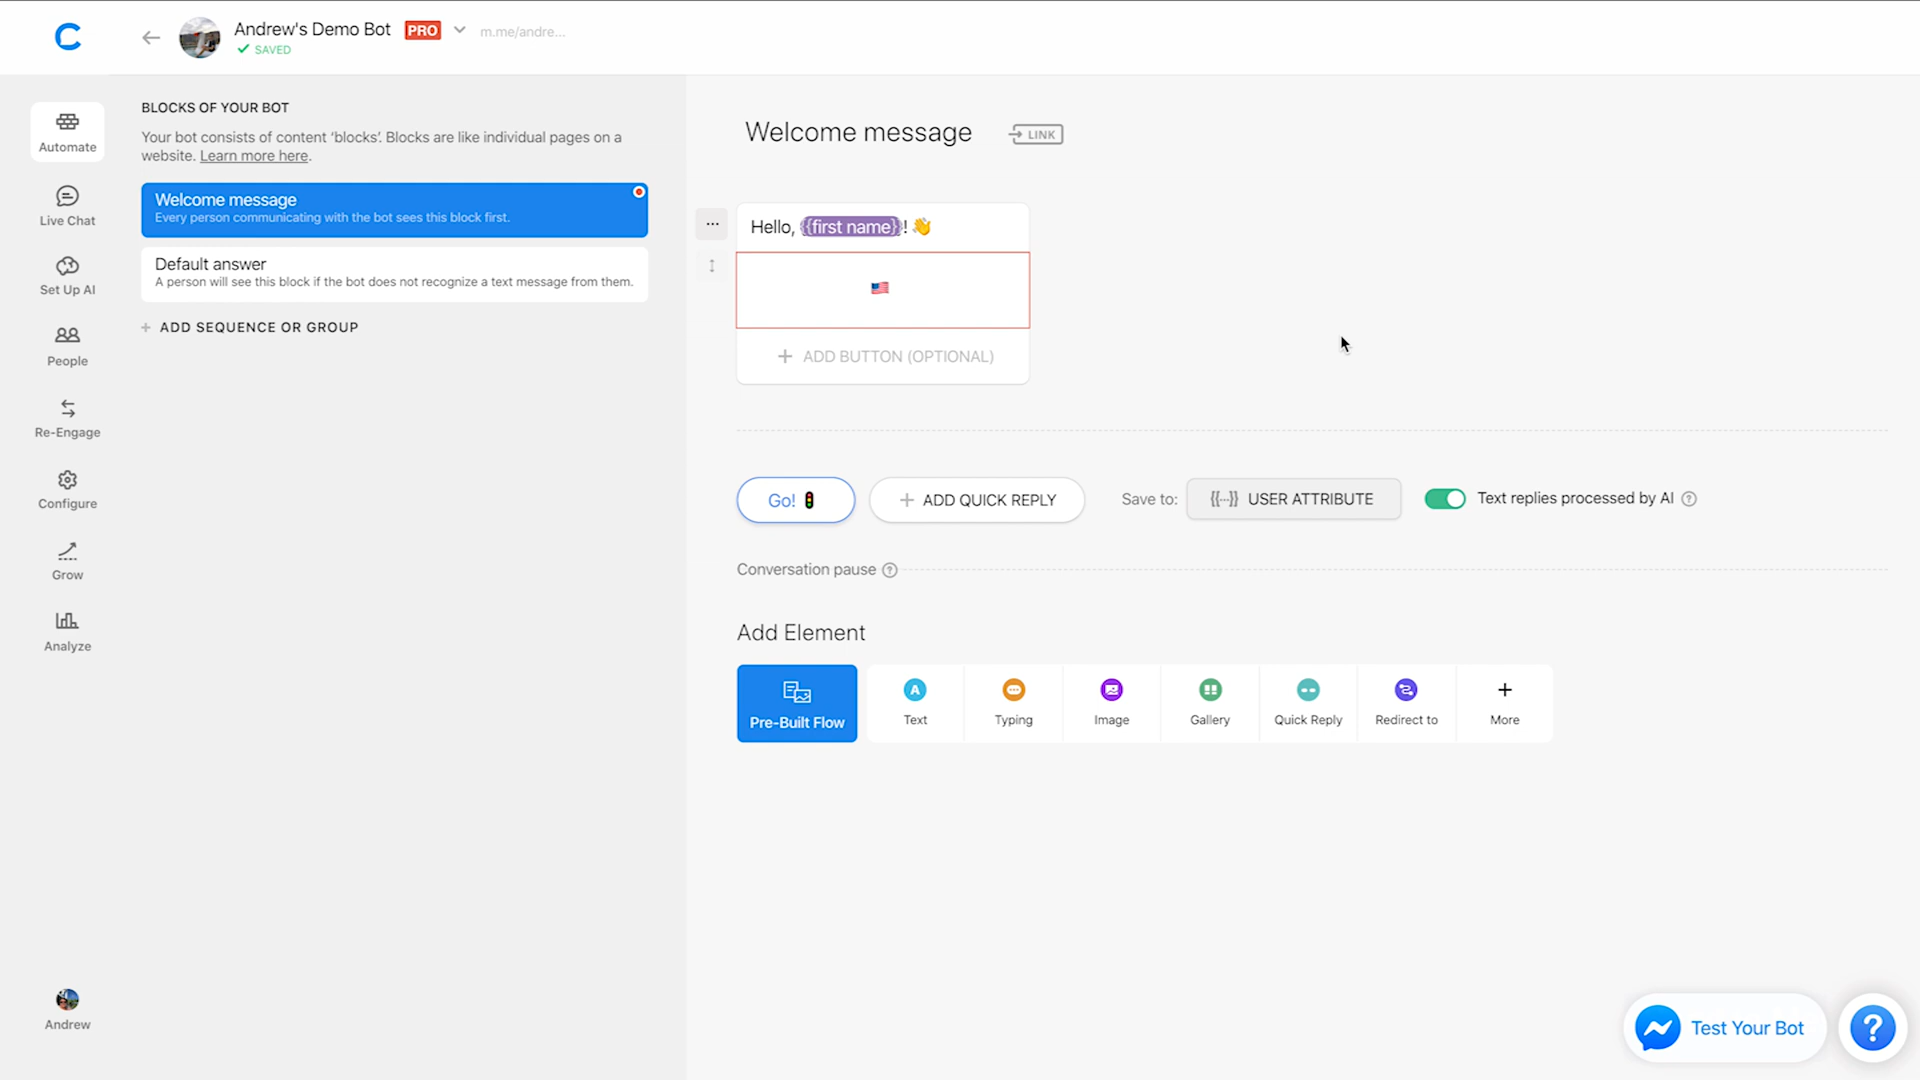 Andrew's Demo Bot PRO m.me/andre...
SAVED
Automate
Live Chat
Set Up AI
People
Re-Engage
Configure
Grow
Analyze
Andrew
BLOCKS OF YOUR BOT
Your bot consists of content ‘blocks’. Blocks are like individual pages on a
website. Learn more here.
Welcome message
Every person communicating with the bot sees this block first.
Default answer
A person will see this block if the bot does not recognize a text message from them.
+ ADD SEQUENCE OR GROUP
Welcome message LINK
Hello, {{first name}}! 👋
🇺🇸
+ ADD BUTTON (OPTIONAL)
Go! 🚦 + ADD QUICK REPLY Save to: {{...}} USER ATTRIBUTE Text replies processed by AI ?
Conversation pause ?
Add Element
Pre-Built Flow
Text
Typing
Image
Gallery
Quick Reply
Redirect to
More
Test Your Bot ?